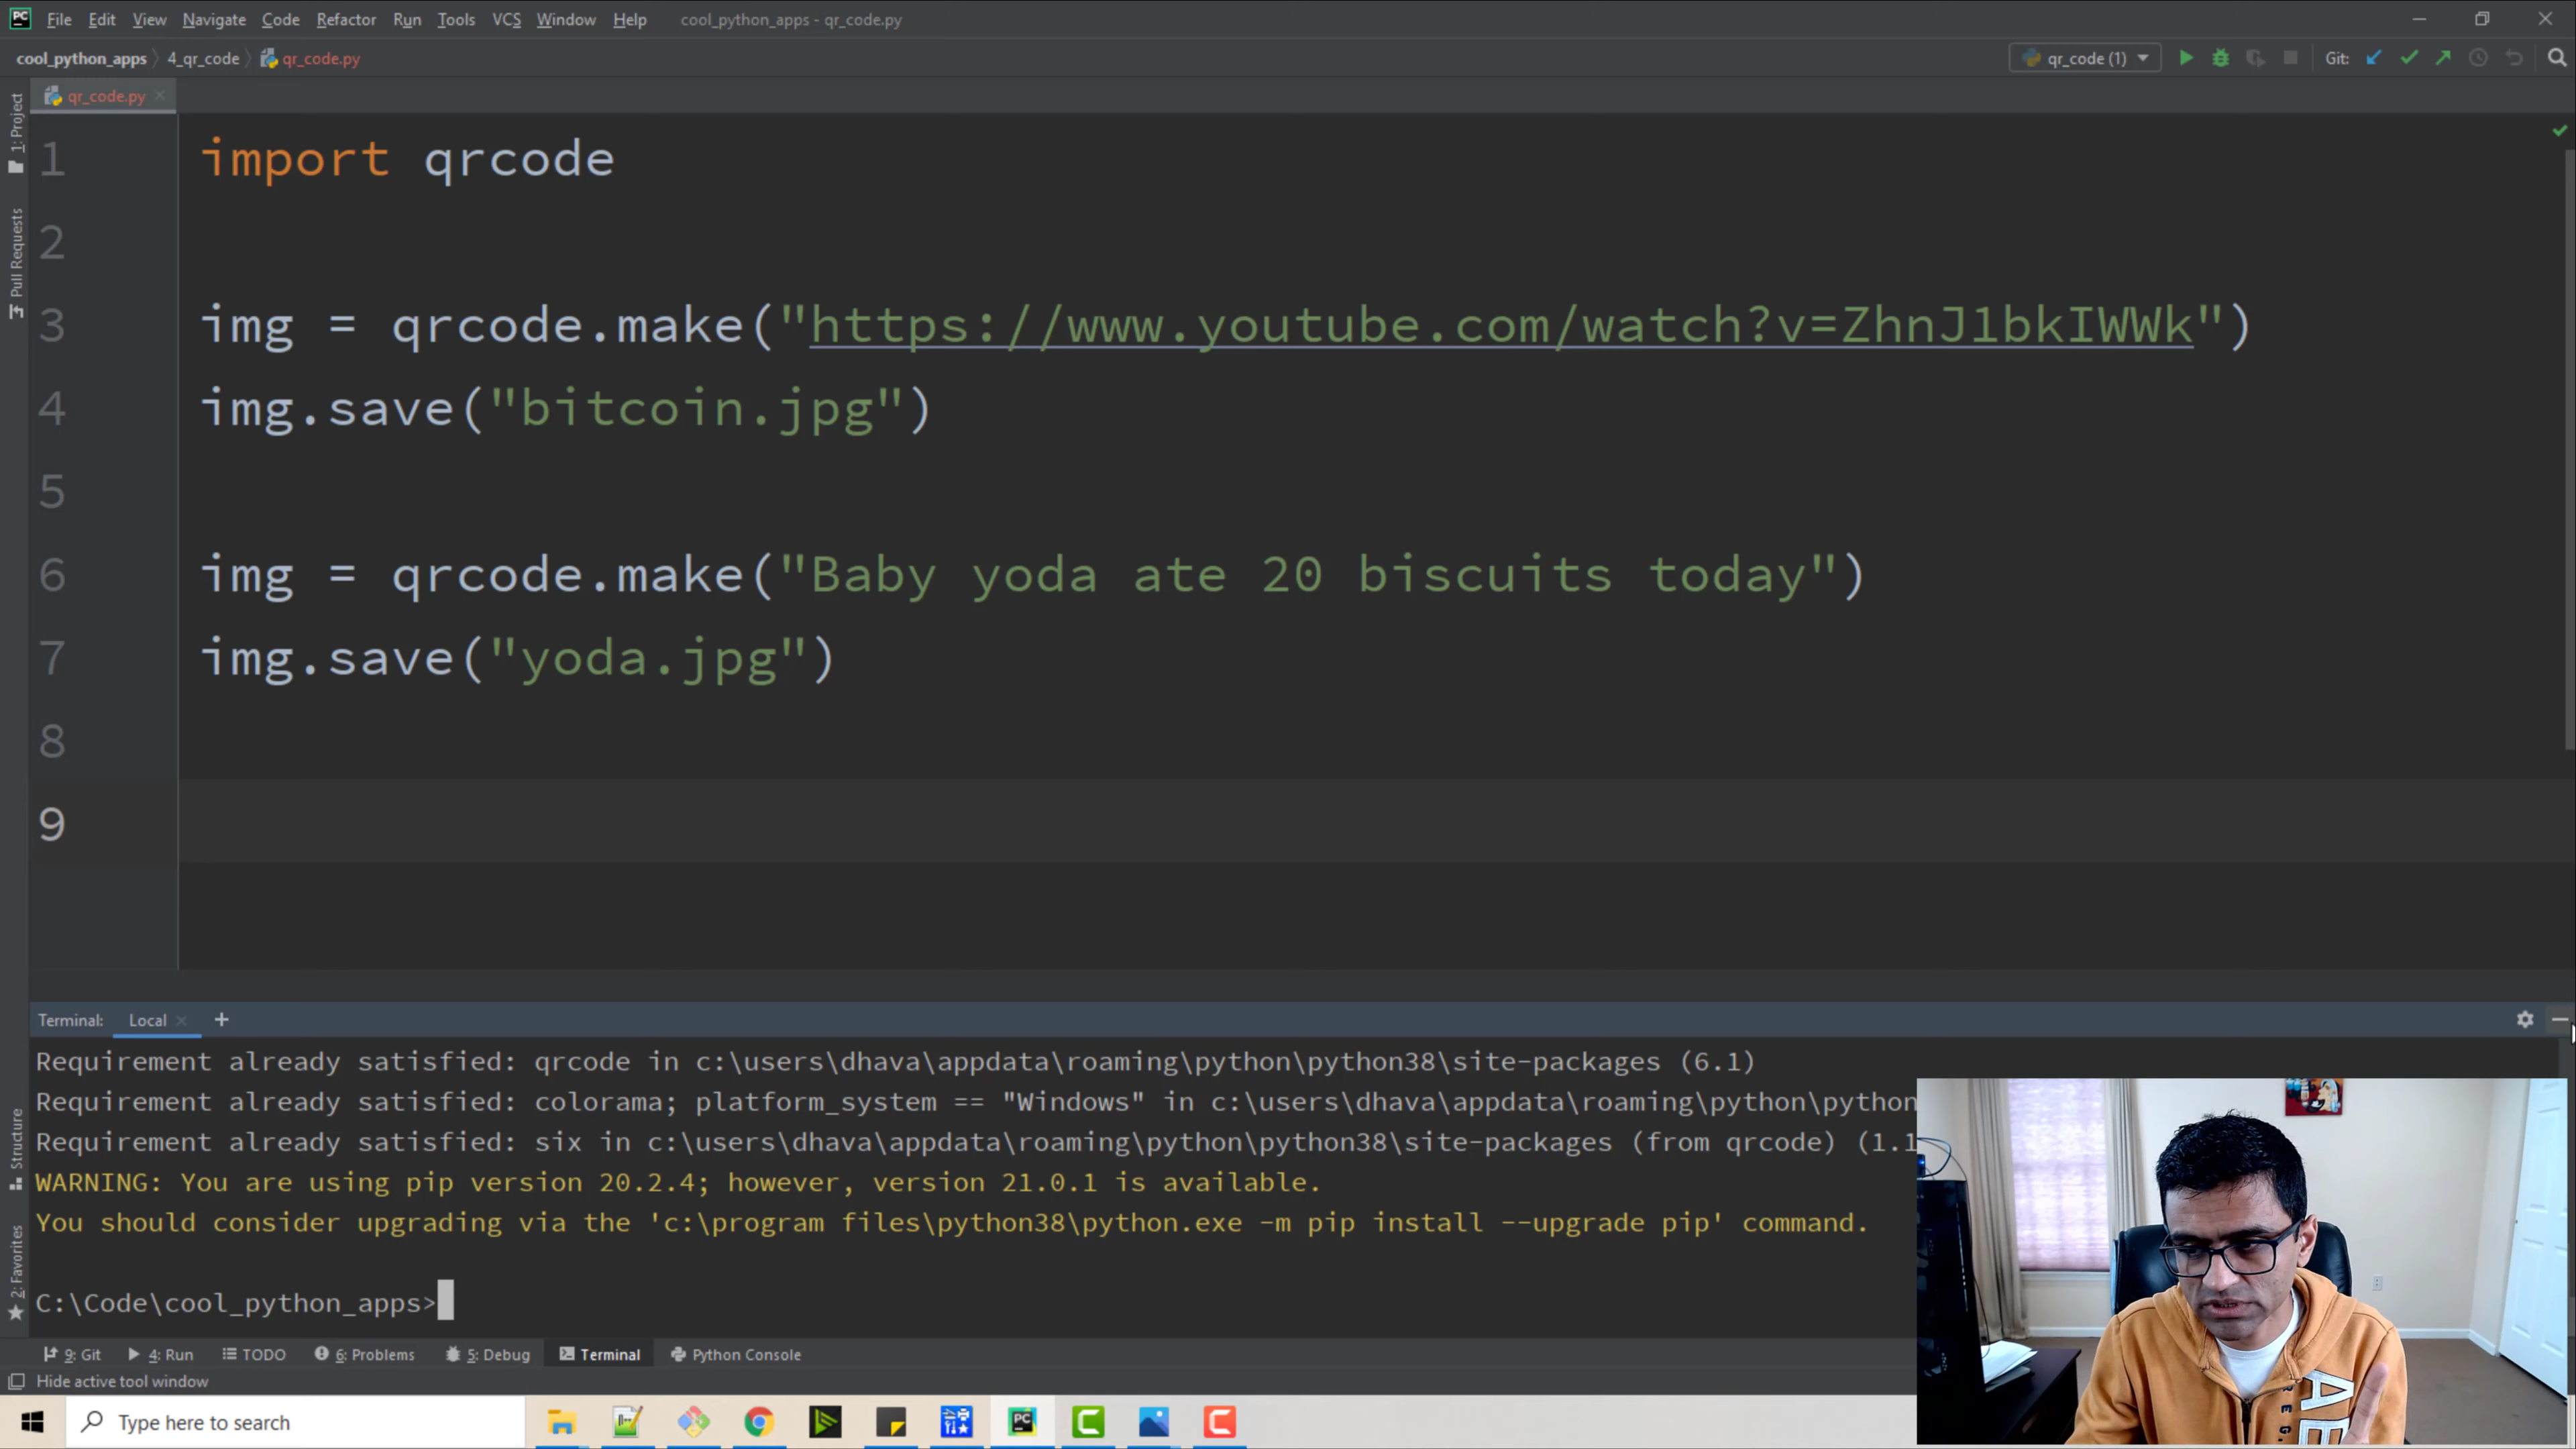 File Edit View Navigate Code Refactor Run Tools VCS Window Help cool_python_apps - qr_code.py
cool_python_apps 4_qr_code qr_code.py qr_code (1) Git:
qr_code.py
1: Project
Pull Requests
1 import qrcode
2
3 img = qrcode.make("https://www.youtube.com/watch?v=ZhnJ1bkIWWk")
4 img.save("bitcoin.jpg")
5
6 img = qrcode.make("Baby yoda ate 20 biscuits today")
7 img.save("yoda.jpg")
8
9
Terminal: Local +
Requirement already satisfied: qrcode in c:\users\dhava\appdata\roaming\python\python38\site-packages (6.1)
Requirement already satisfied: colorama; platform_system == "Windows" in c:\users\dhava\appdata\roaming\python\python
Requirement already satisfied: six in c:\users\dhava\appdata\roaming\python\python38\site-packages (from qrcode) (1.1
WARNING: You are using pip version 20.2.4; however, version 21.0.1 is available.
You should consider upgrading via the 'c:\program files\python38\python.exe -m pip install --upgrade pip' command.
C:\Code\cool_python_apps>
Structure
2: Favorites
9: Git 4: Run TODO 6: Problems 5: Debug Terminal Python Console
Hide active tool window
Type here to search